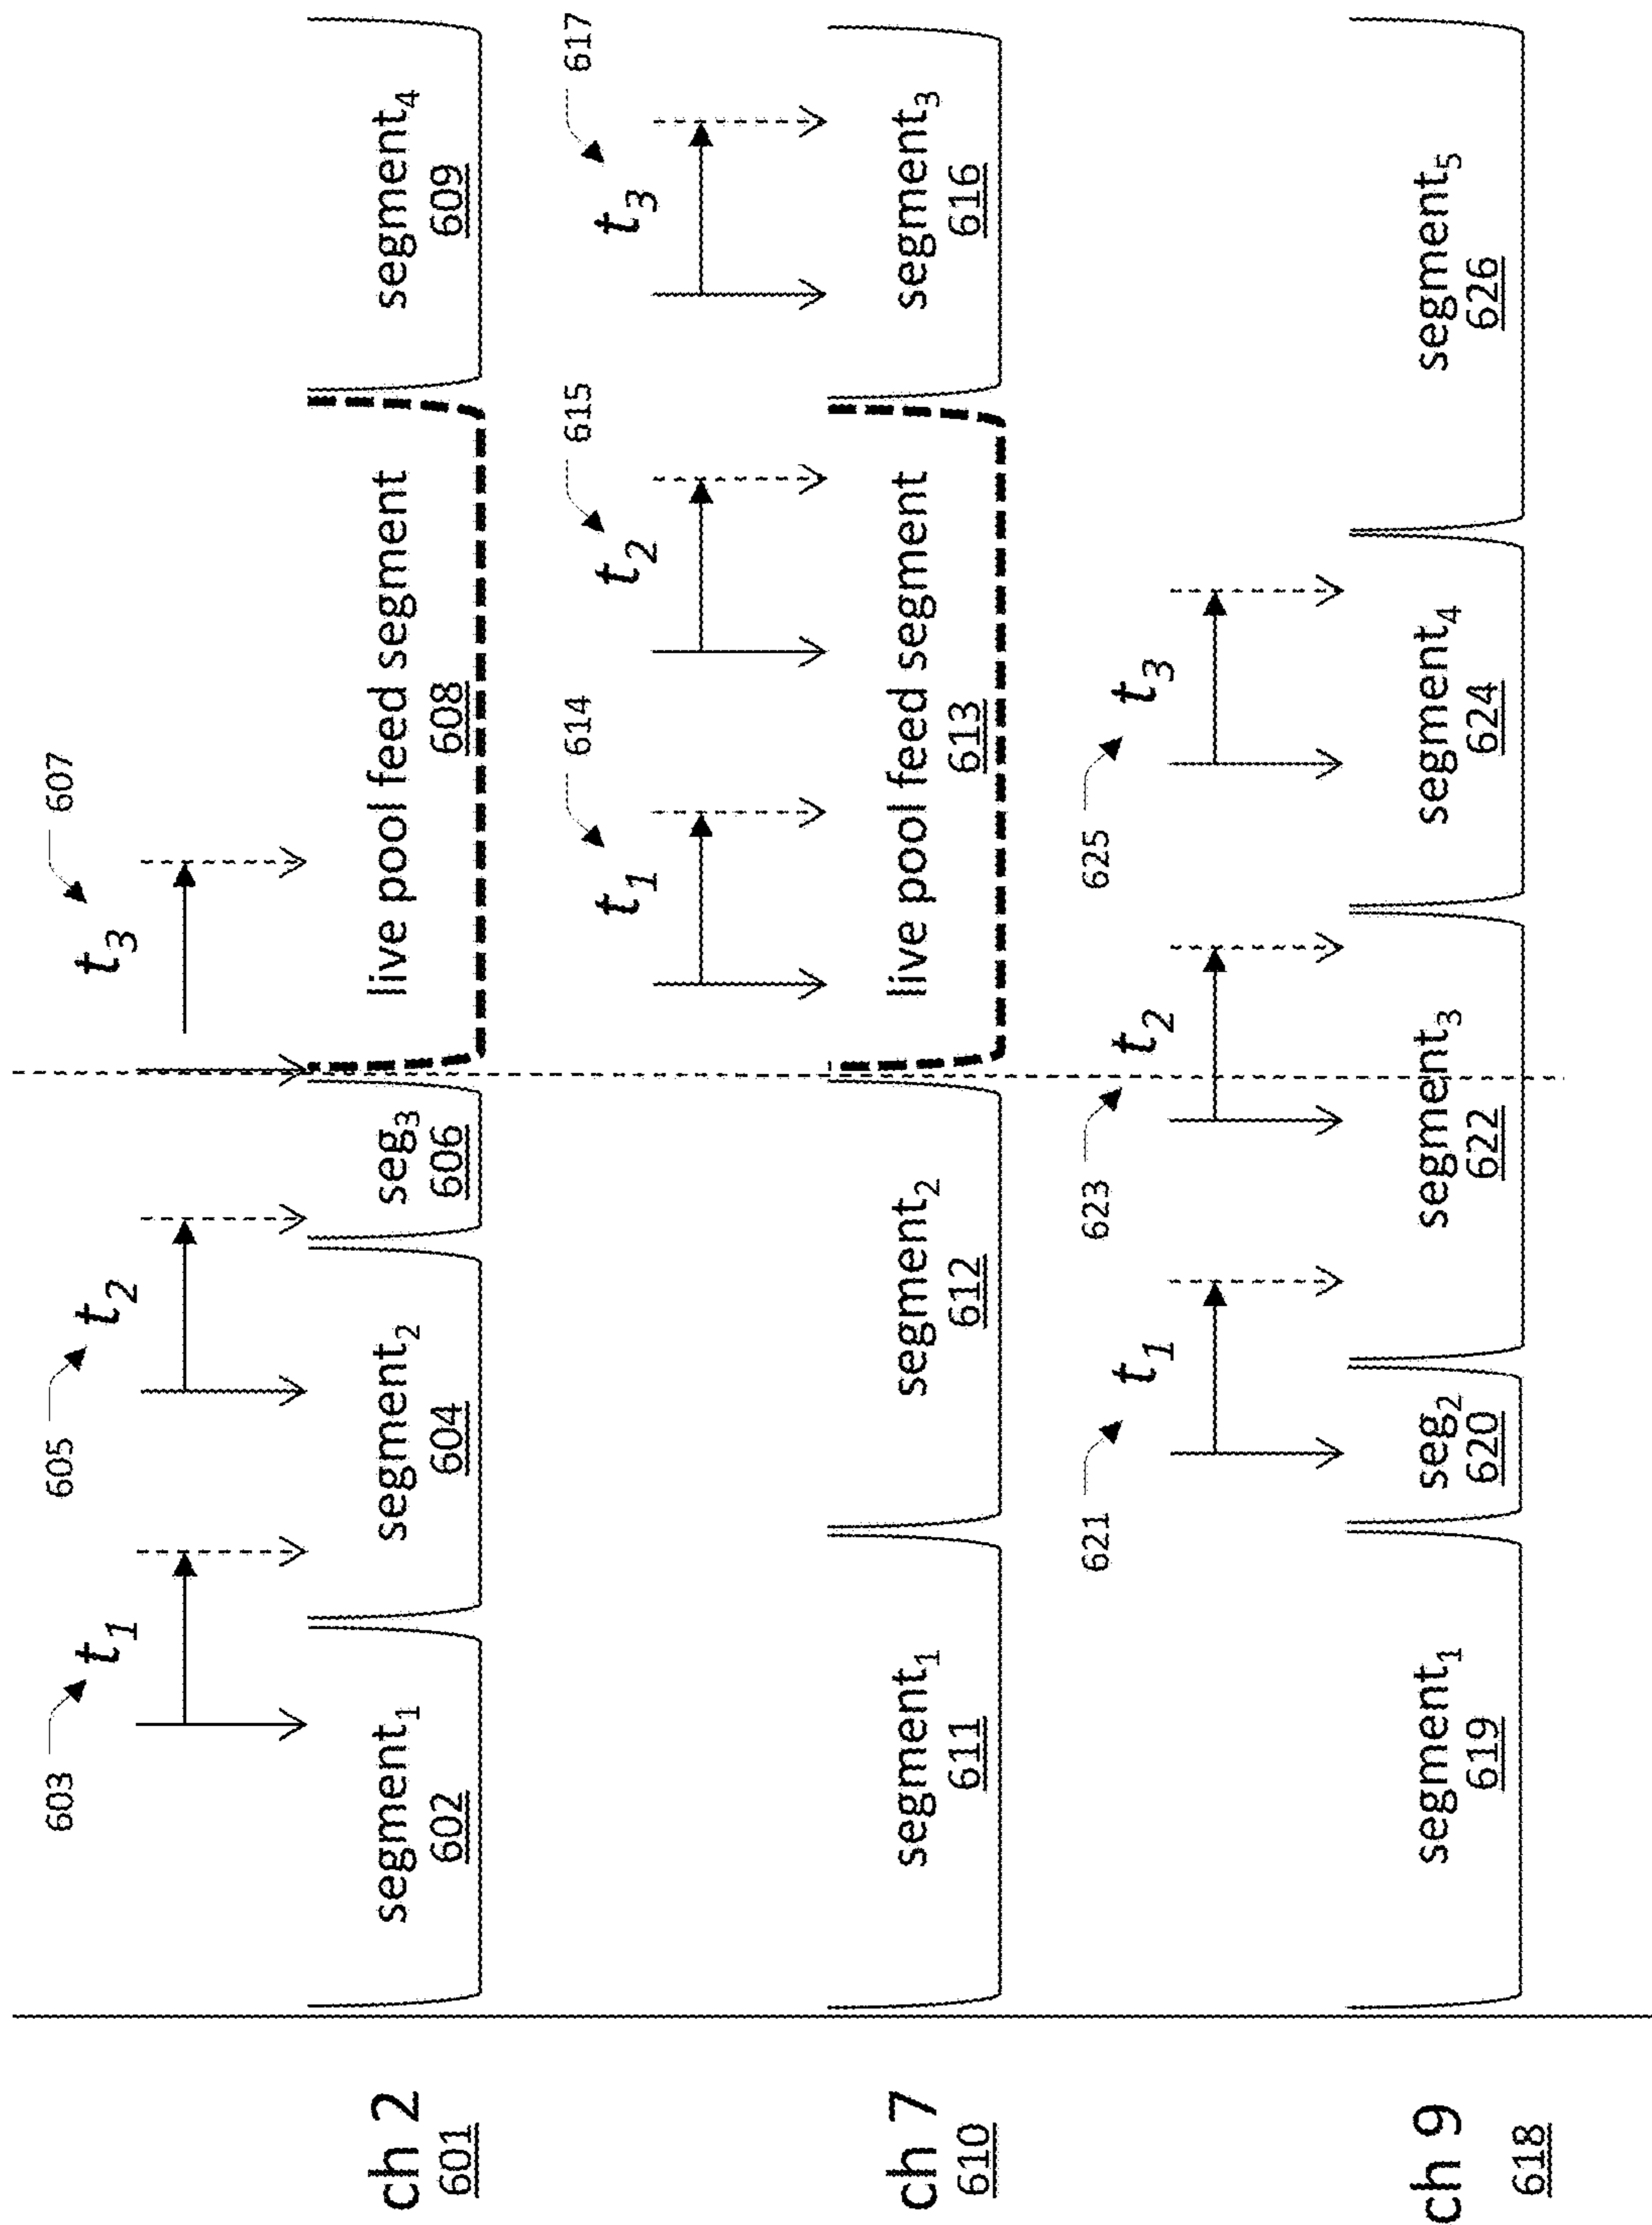 603
t1
605
t2
607
t3
ch 2
601
segment1
602
segment2
604
seg3
606
live pool feed segment
608
segment4
609
614
t1
615
t2
617
t3
ch 7
610
segment1
611
segment2
612
live pool feed segment
613
segment3
616
621
t1
623
t2
625
t3
ch 9
618
segment1
619
seg2
620
segment3
622
segment4
624
segment5
626